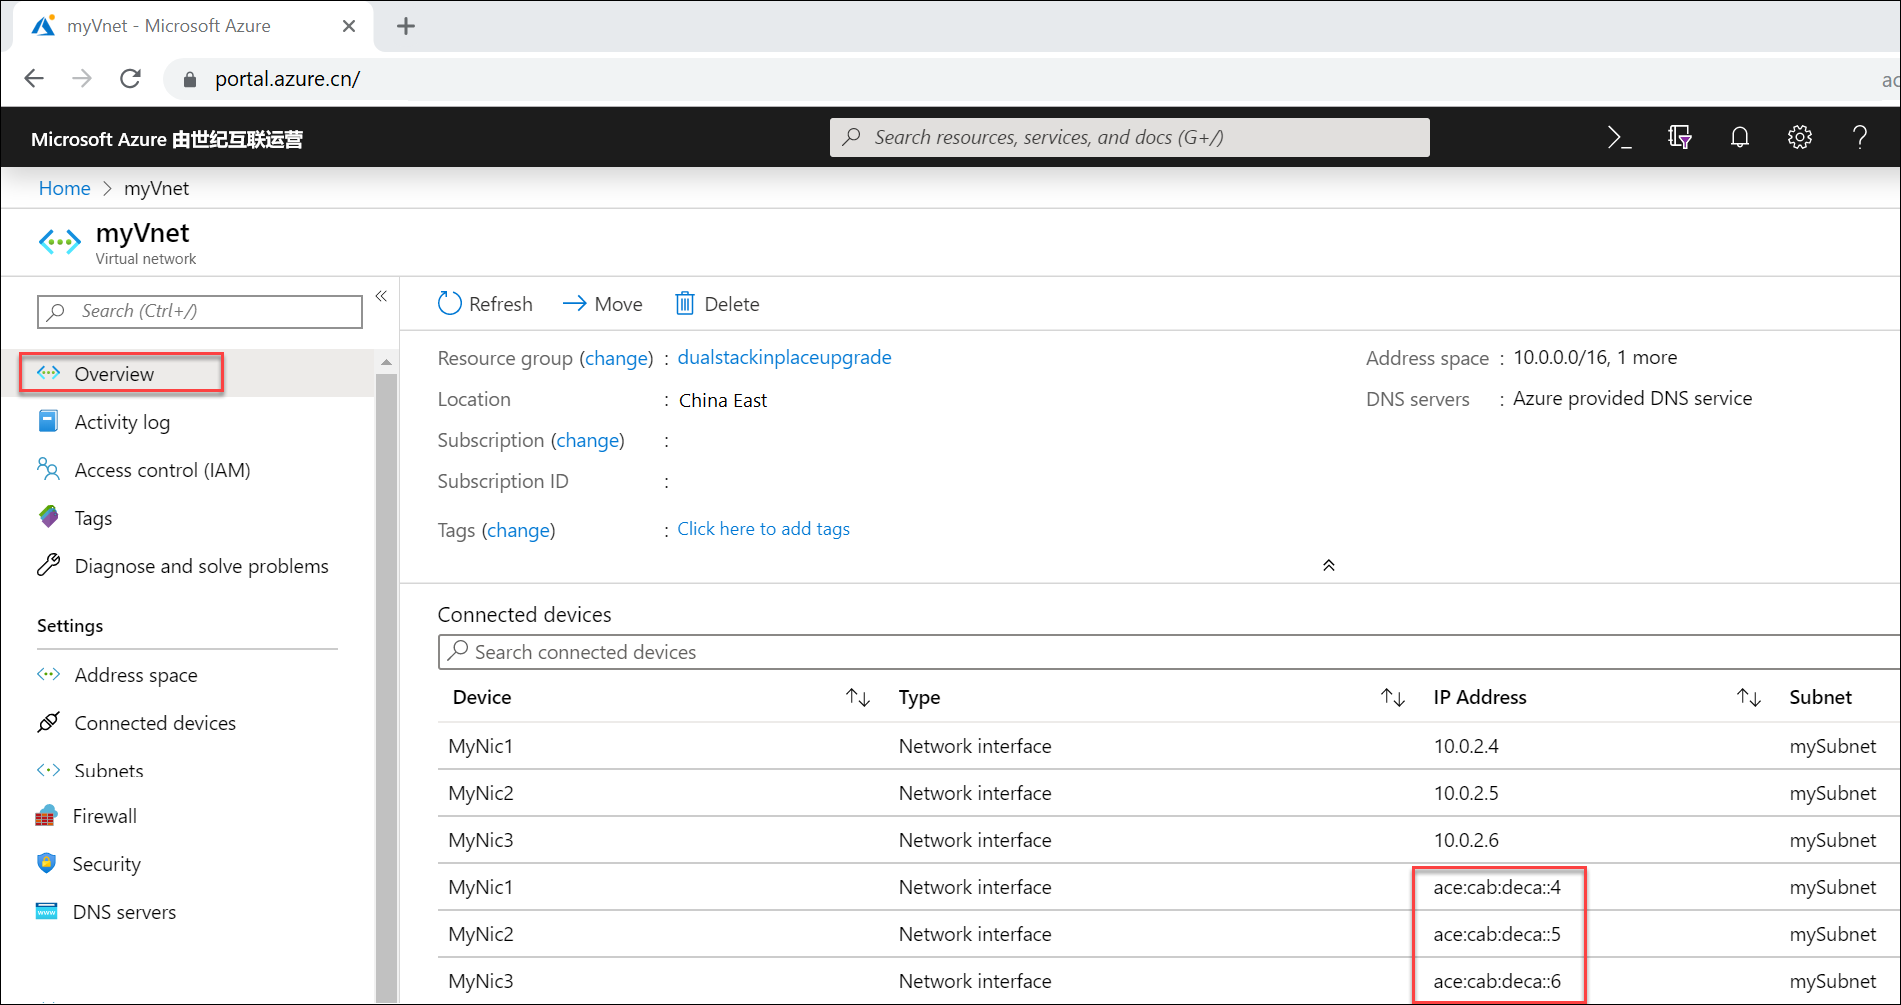 myVnet - Microsoft Azure
portal.azure.cn/
ac
Microsoft Azure 由世纪互联运营
Search resources, services, and docs (G+/)
Home > myVnet
myVnet
Virtual network
Search (Ctrl+/)
Overview
Activity log
Access control (IAM)
Tags
Diagnose and solve problems
Settings
Address space
Connected devices
Subnets
Firewall
Security
DNS servers
Refresh Move Delete
Resource group (change) : dualstackinplaceupgrade
Location : China East
Subscription (change) :
Subscription ID :
Tags (change) : Click here to add tags
Address space : 10.0.0.0/16, 1 more
DNS servers : Azure provided DNS service
Connected devices
Search connected devices
Device Type IP Address Subnet
MyNic1 Network interface 10.0.2.4 mySubnet
MyNic2 Network interface 10.0.2.5 mySubnet
MyNic3 Network interface 10.0.2.6 mySubnet
MyNic1 Network interface ace:cab:deca::4 mySubnet
MyNic2 Network interface ace:cab:deca::5 mySubnet
MyNic3 Network interface ace:cab:deca::6 mySubnet